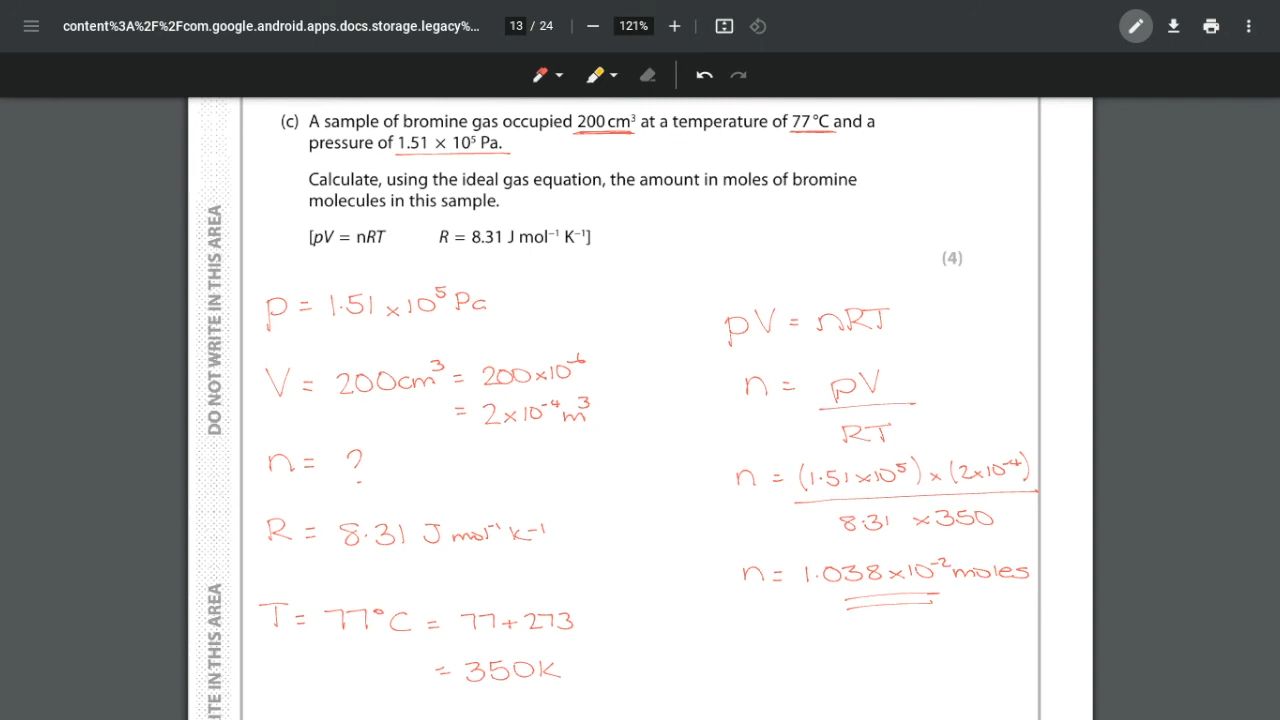 content%3A%2F%2Fcom.google.android.apps.docs.storage.legacy%...
13 / 24
121%
(c) A sample of bromine gas occupied 200 cm³ at a temperature of 77 °C and a
pressure of 1.51 × 10⁵ Pa.
Calculate, using the ideal gas equation, the amount in moles of bromine
molecules in this sample.
[pV = nRT R = 8.31 J mol⁻¹ K⁻¹]
(4)
DO NOT WRITE IN THIS AREA
ITE IN THIS AREA
p = 1.51 × 10⁵ Pa
V = 200cm³ = 200×10⁻⁶
= 2×10⁻⁴ m³
n = ?
R = 8.31 J mol⁻¹ K⁻¹
T = 77°C = 77+273
= 350K
pV = nRT
n = pV
RT
n = (1.51×10⁵) × (2×10⁻⁴)
8.31 ×350
n = 1.038×10⁻² moles